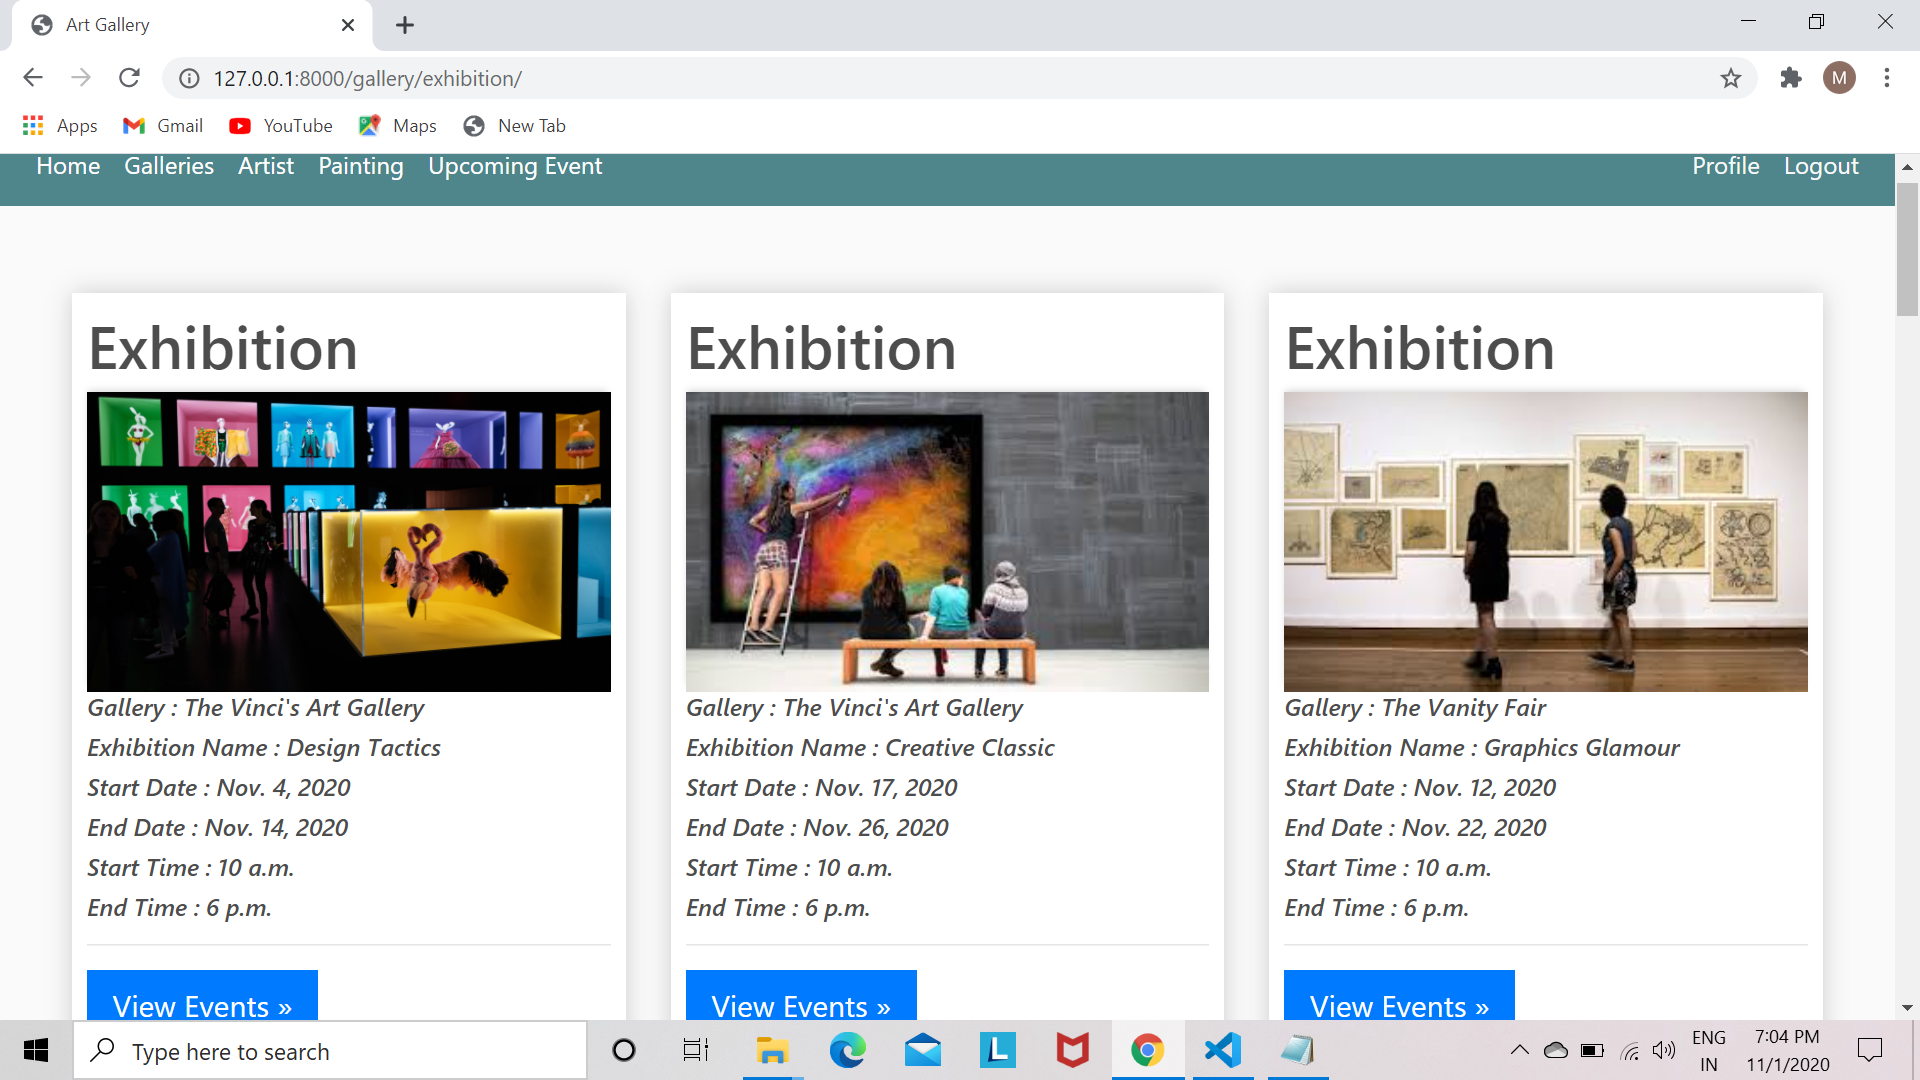 Art Gallery
127.0.0.1:8000/gallery/exhibition/
M
Apps Gmail YouTube Maps New Tab
Home Galleries Artist Painting Upcoming Event Profile Logout
Exhibition
Gallery : The Vinci's Art Gallery
Exhibition Name : Design Tactics
Start Date : Nov. 4, 2020
End Date : Nov. 14, 2020
Start Time : 10 a.m.
End Time : 6 p.m.
View Events »
Exhibition
Gallery : The Vinci's Art Gallery
Exhibition Name : Creative Classic
Start Date : Nov. 17, 2020
End Date : Nov. 26, 2020
Start Time : 10 a.m.
End Time : 6 p.m.
View Events »
Exhibition
Gallery : The Vanity Fair
Exhibition Name : Graphics Glamour
Start Date : Nov. 12, 2020
End Date : Nov. 22, 2020
Start Time : 10 a.m.
End Time : 6 p.m.
View Events »
Type here to search
L
ENG
IN
7:04 PM
11/1/2020